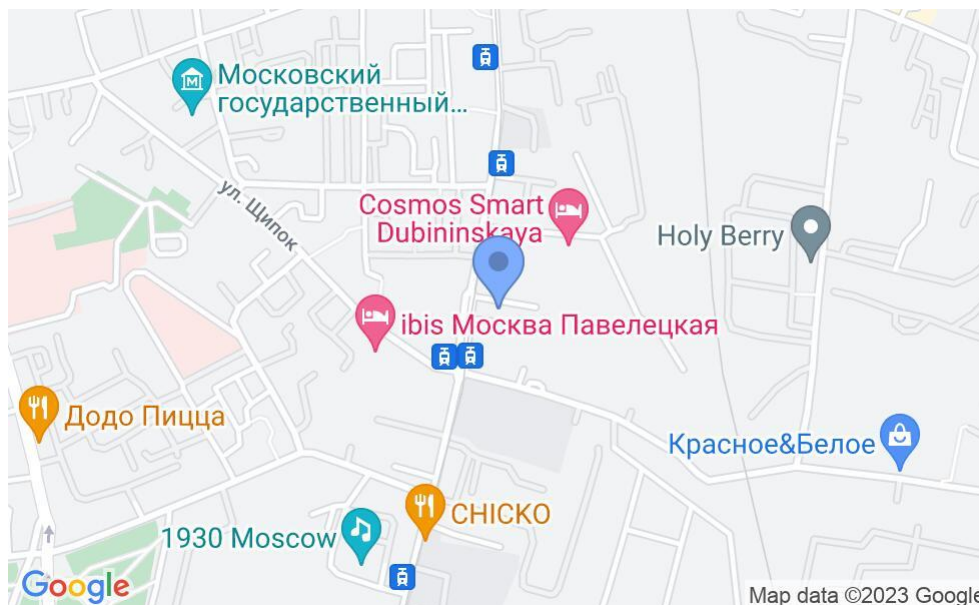 Московский
государственный...
ул. Щипок
Cosmos Smart
Dubininskaya
Holy Berry
ibis Москва Павелецкая
Додо Пицца
Красное&Белое
CHICKO
1930 Moscow
Google
Map data ©2023 Google